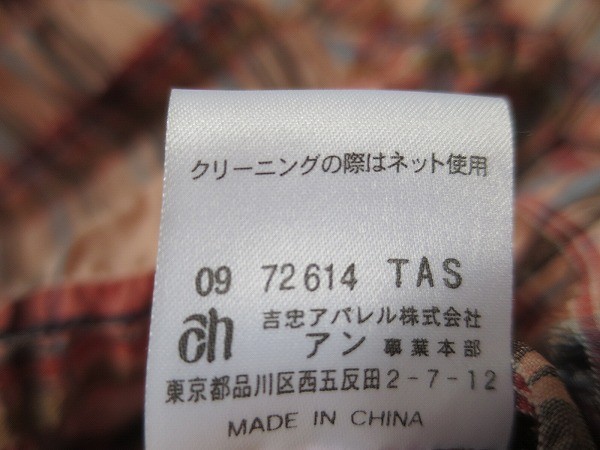 クリーニングの際はネット使用
09 72614 TAS
ah 吉忠アパレル株式会社
アン 事業本部
東京都品川区西五反田2-7-12
MADE IN CHINA